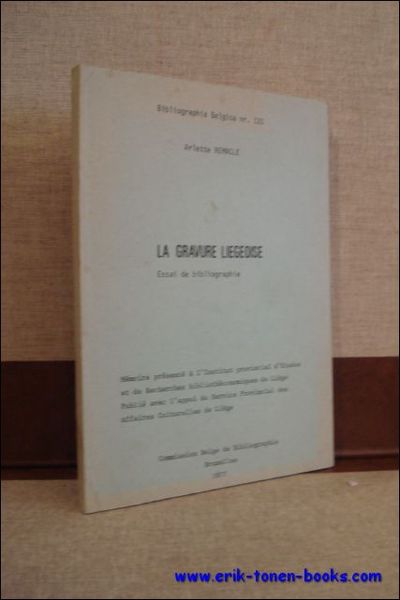 Bibliographia Belgica nr. 
Arlette REMACLE
LA GRAVURE LIEGEOISE
Essai de bibliographie
Mémoire présenté à l'Institut provincial d'Etudes
et de Recherches bibliothéconomiques de Liège
Publié avec l'appui du Service Provincial des
Affaires Culturelles de Liège
Commission Belge de Bibliographie
Bruxelles
1977
www.erik-tonen-books.com